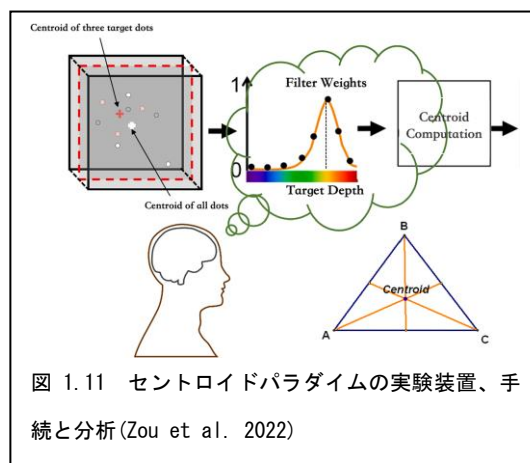 Centroid of three target dots
1
Filter Weights
Centroid
Computation
0
Target Depth
Centroid of all dots
B
Centroid
A
C
図 1.11 セントロイドパラダイムの実験装置、手
続と分析(Zou et al. 2022)